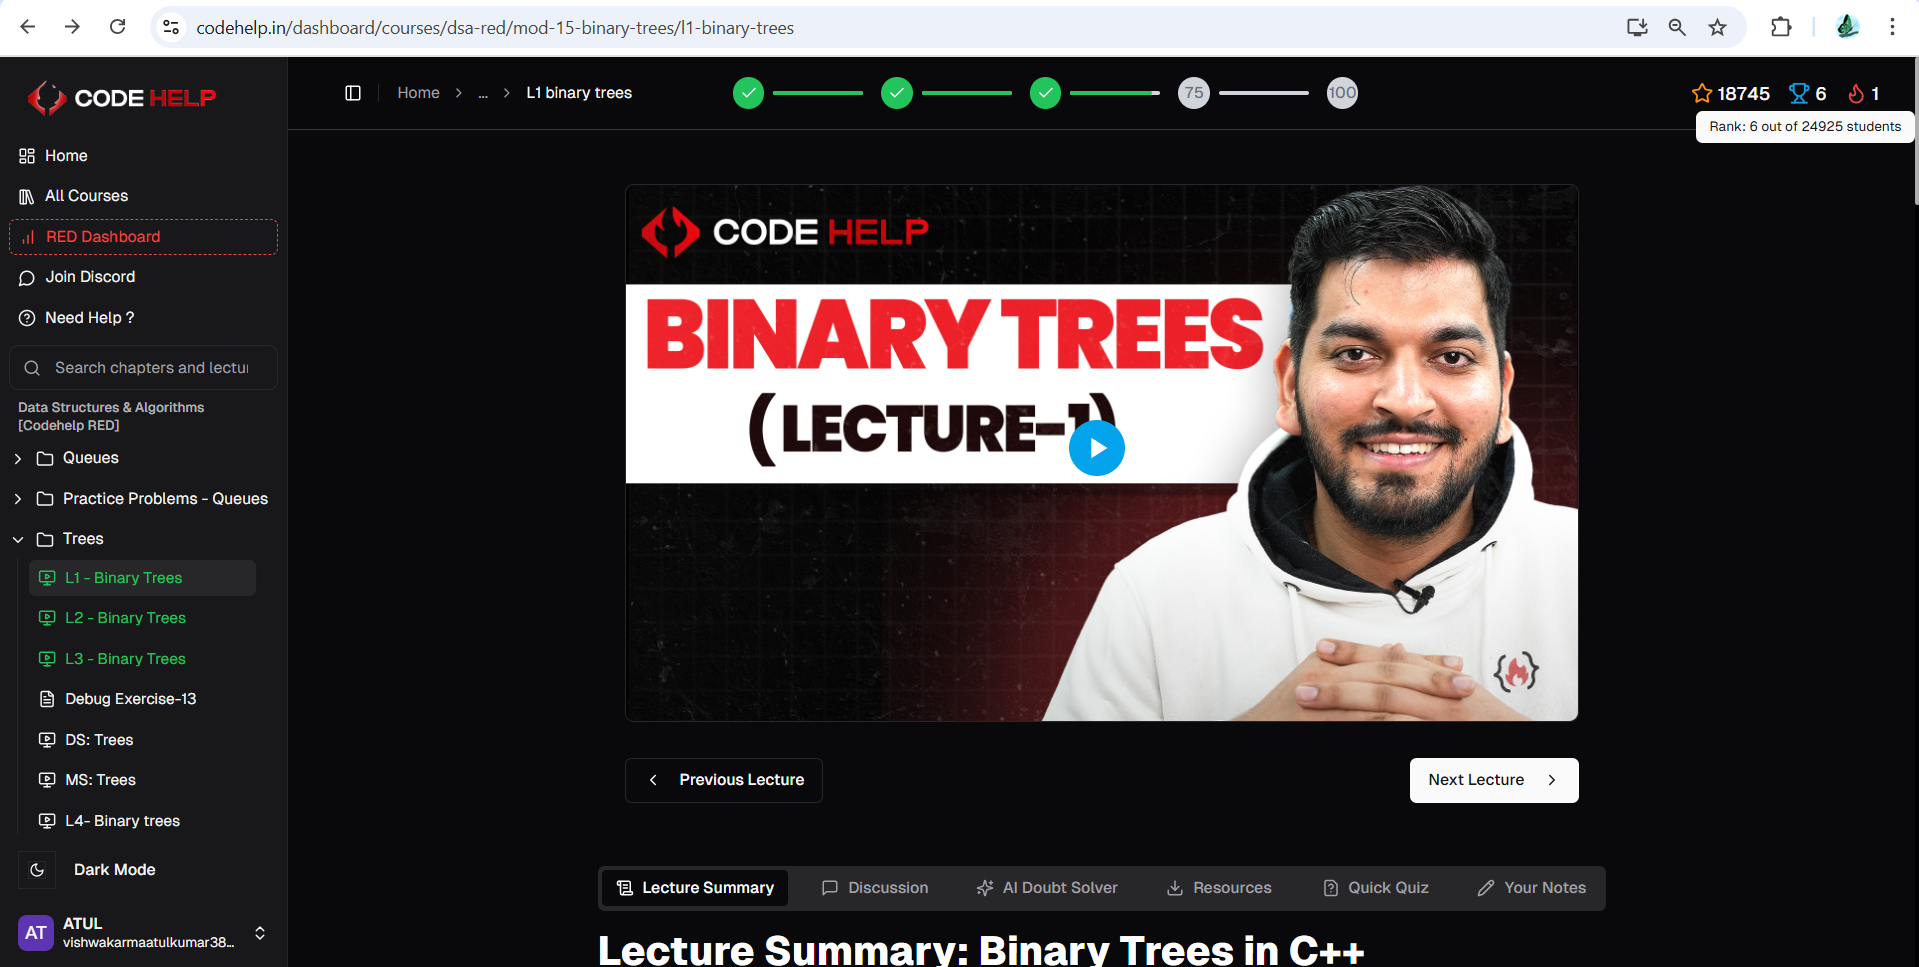 codehelp.in/dashboard/courses/dsa-red/mod-15-binary-trees/l1-binary-trees
CODE HELP
Home
All Courses
RED Dashboard
Join Discord
Need Help ?
Search chapters and lectu
Data Structures & Algorithms
[Codehelp RED]
Queues
Practice Problems - Queues
Trees
L1 - Binary Trees
L2 - Binary Trees
L3 - Binary Trees
Debug Exercise-13
DS: Trees
MS: Trees
L4- Binary trees
Dark Mode
AT
ATUL
vishwakarmaatulkumar38...
Home > ... > L1 binary trees
75
100
18745 6 1
Rank: 6 out of 24925 students
CODE HELP
BINARY TREES
(LECTURE-1)
Previous Lecture
Next Lecture
Lecture Summary
Discussion
AI Doubt Solver
Resources
Quick Quiz
Your Notes
Lecture Summary: Binary Trees in C++